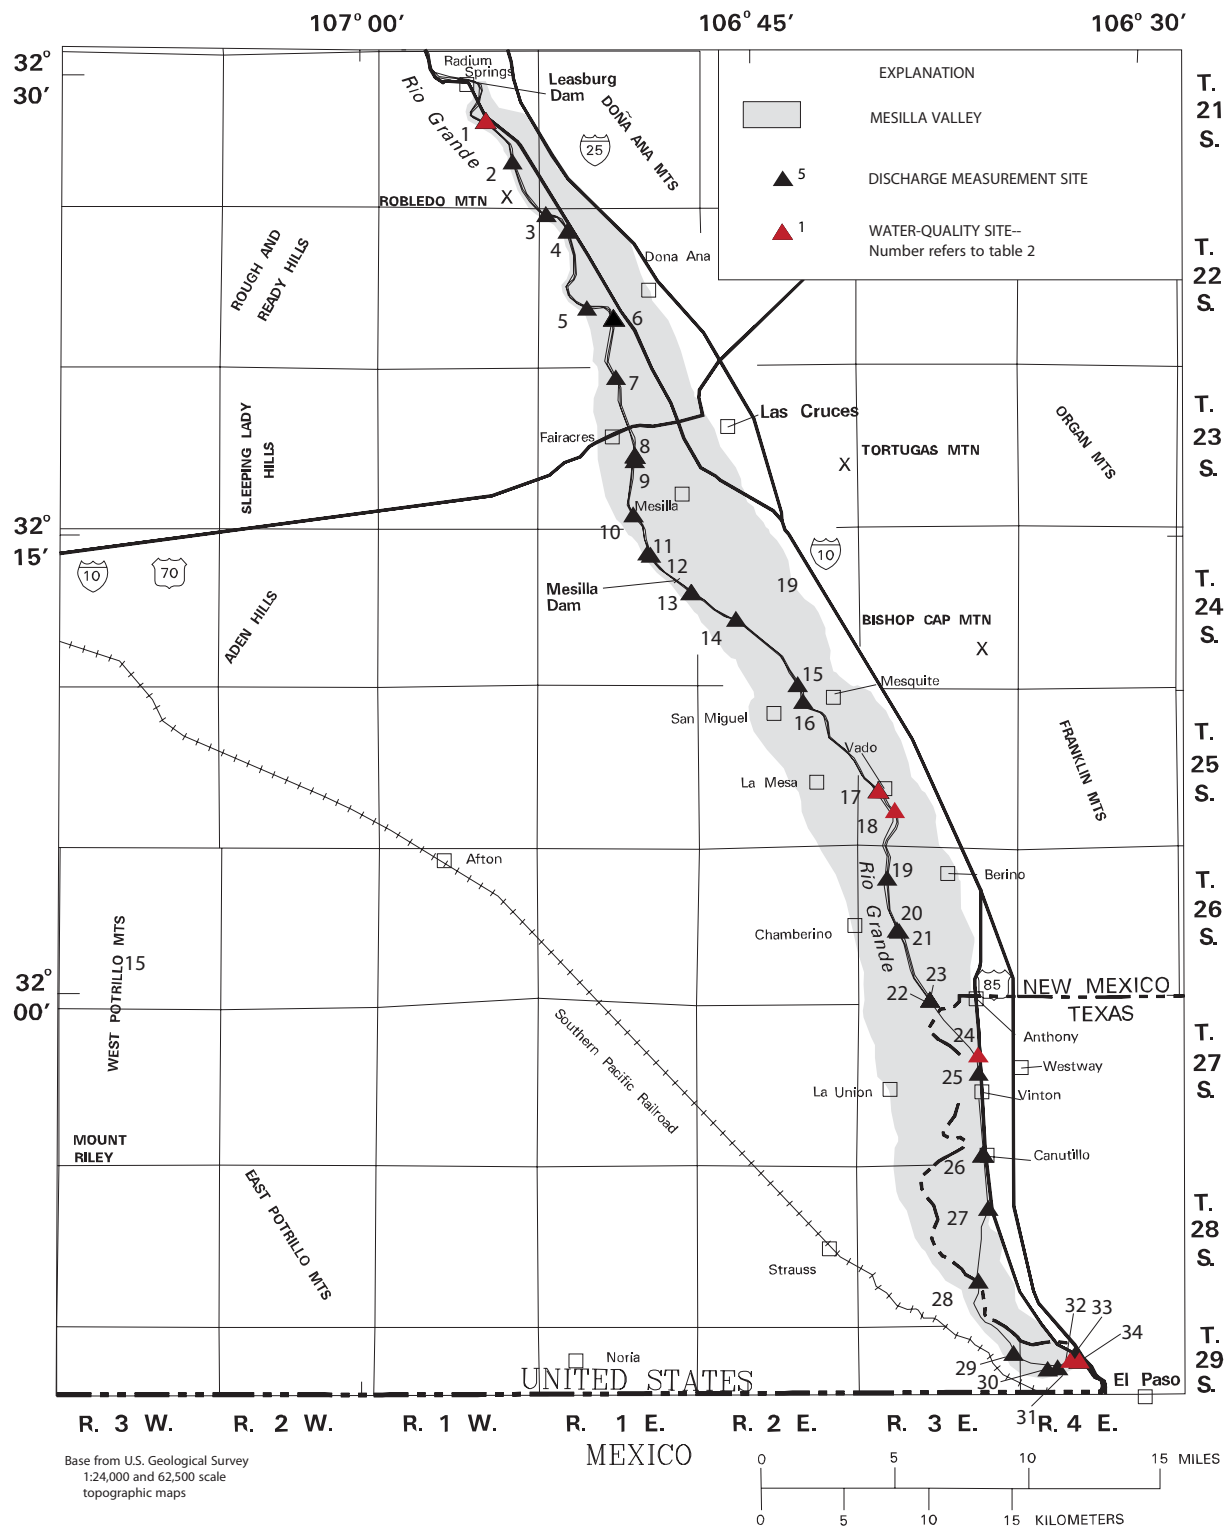 107° 00′
106° 45′
106° 30′
32°
30′
Radium
Springs
Leasburg
Dam
Rio Grande
DOÑA ANA MTS
25
EXPLANATION
MESILLA VALLEY
5
DISCHARGE MEASUREMENT SITE
1
WATER-QUALITY SITE--
Number refers to table 2
T.
21
S.
1
2
ROBLEDO MTN X
3
4
Dona Ana
ROUGH AND
READY HILLS
T.
22
S.
5
6
7
Las Cruces
Fairacres
SLEEPING LADY
HILLS
8
9
TORTUGAS MTN
X
ORGAN MTS
T.
23
S.
Mesilla
10
32°
15′
10
70
11
12
10
Mesilla
Dam
13
14
19
ADEN HILLS
BISHOP CAP MTN
X
T.
24
S.
15
16
Mesquite
San Miguel
Vado
La Mesa
17
18
FRANKLIN MTS
T.
25
S.
Afton
Rio Grande
19
Berino
20
21
Chamberino
T.
26
S.
WEST POTRILLO MTS
15
32°
00′
23
22
85
NEW MEXICO
TEXAS
24
Anthony
Southern Pacific Railroad
25
Westway
La Union
Vinton
T.
27
S.
MOUNT
RILEY
26
Canutillo
EAST POTRILLO MTS
27
Strauss
28
T.
28
S.
32
33
34
29
30
31
Noria
El Paso
T.
29
S.
UNITED STATES
R. 3 W.
R. 2 W.
R. 1 W.
R. 1 E.
R. 2 E.
R. 3 E.
R. 4 E.
MEXICO
Base from U.S. Geological Survey
1:24,000 and 62,500 scale
topographic maps
0 5 10 15 MILES
0 5 10 15 KILOMETERS